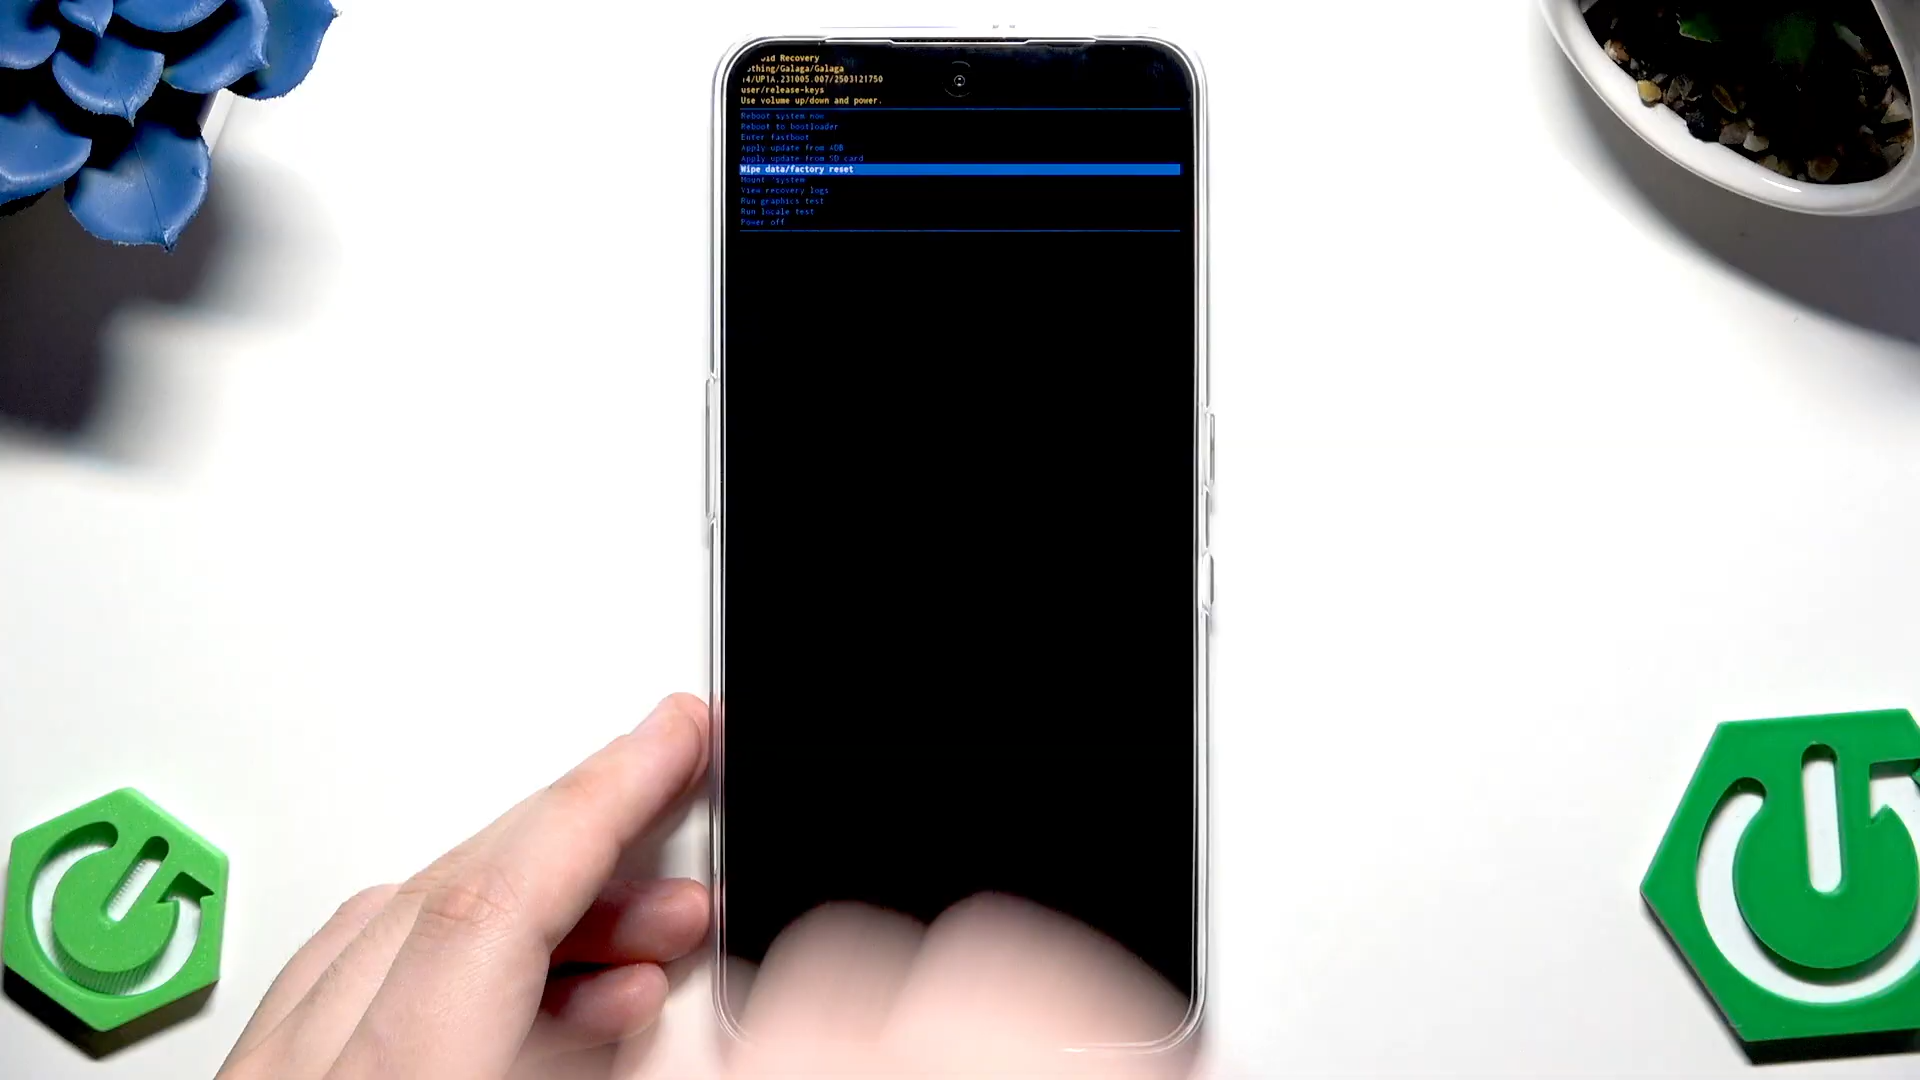 oid Recovery
othing/Galaga/Galaga
14/UP1A.231005.007/2503121750
user/release-keys
Use volume up/down and power.
Reboot system now
Reboot to bootloader
Enter fastboot
Apply update from ADB
Apply update from SD card
Wipe data/factory reset
Mount /system
View recovery logs
Run graphics test
Run locale test
Power off